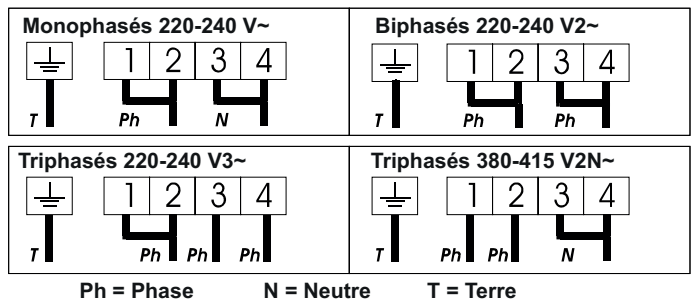 Monophasés 220-240 V~
1 2 3 4
T Ph N
Biphasés 220-240 V2~
1 2 3 4
T Ph Ph
Triphasés 220-240 V3~
1 2 3 4
T Ph Ph Ph
Triphasés 380-415 V2N~
1 2 3 4
T Ph Ph N
Ph = Phase N = Neutre T = Terre